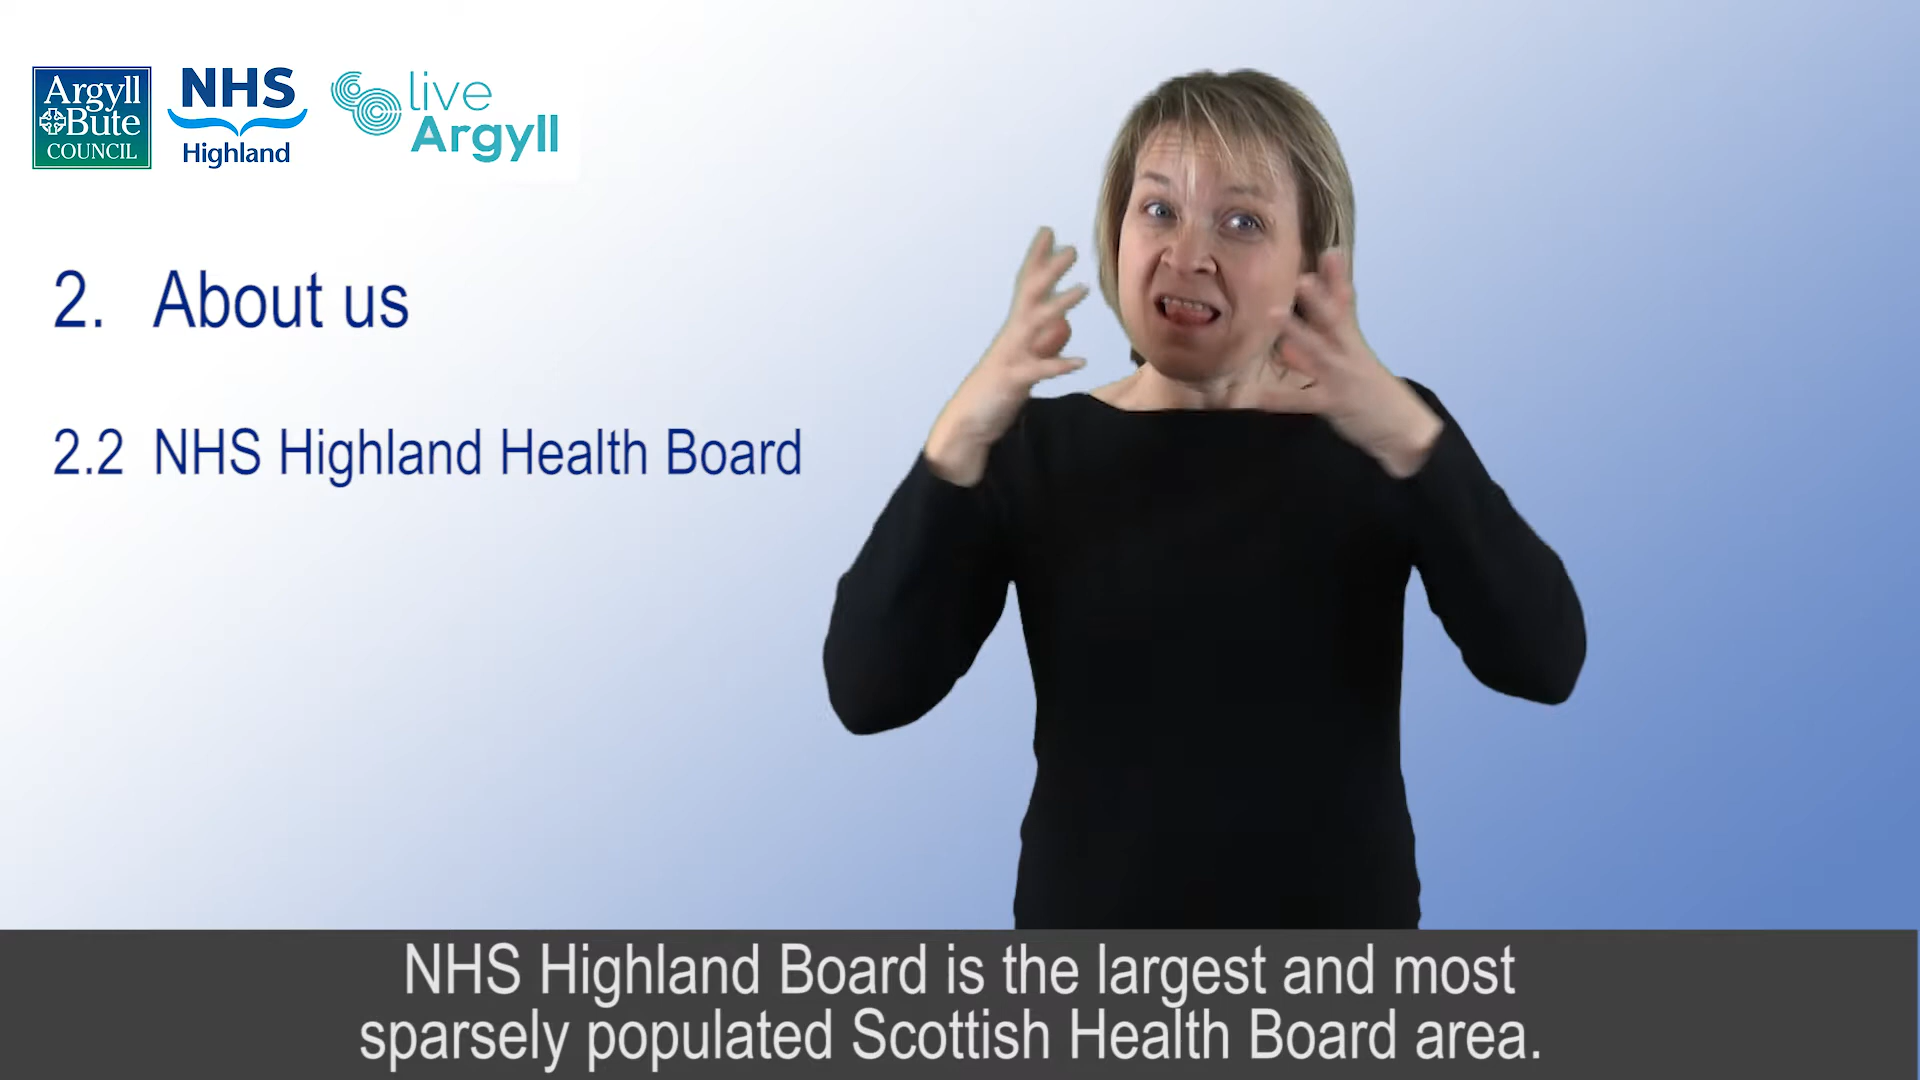 Argyll
&Bute
COUNCIL
NHS
Highland
live
Argyll
2. About us
2.2 NHS Highland Health Board
NHS Highland Board is the largest and most
sparsely populated Scottish Health Board area.